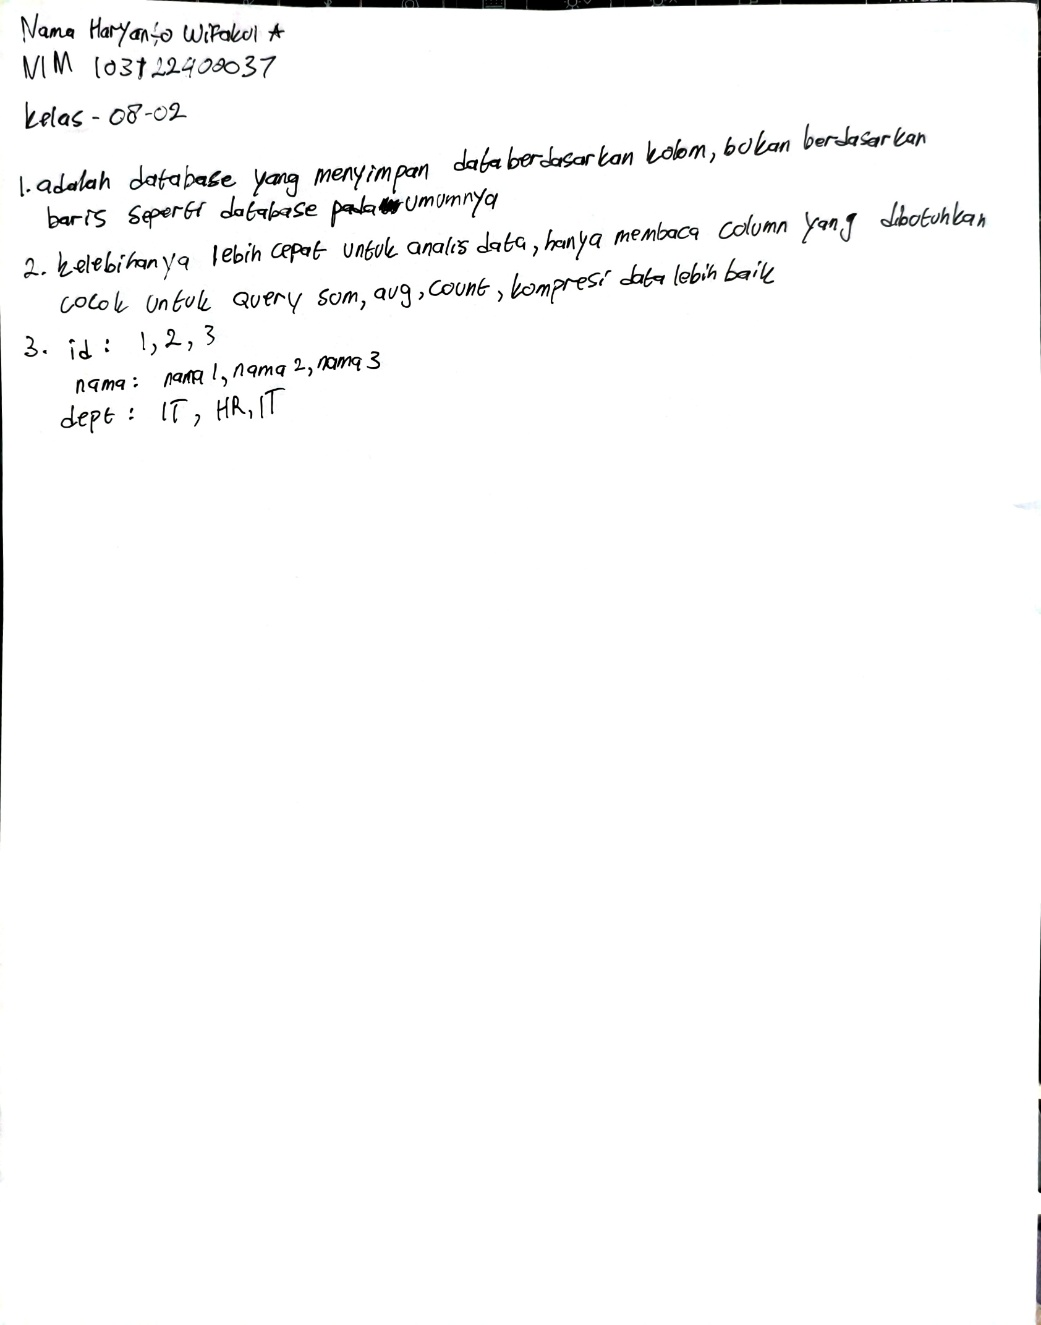 Nama Haryanto Wifakul A
NIM 103122400037
kelas - 08-02
1. adalah database yang menyimpan data berdasarkan kolom, bukan berdasarkan
baris seperti database pada umumnya
2. kelebihanya lebih cepat untuk analis data, hanya membaca column yang dibutuhkan
cocok untuk query sum, avg, count, kompresi data lebih baik
3. id : 1, 2, 3
nama : nama 1, nama 2, nama 3
dept : IT, HR, IT